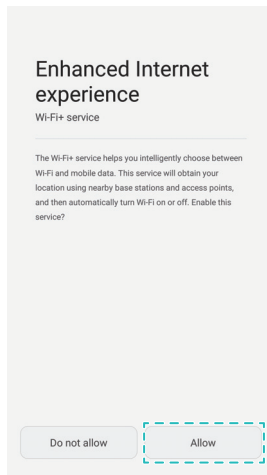 Enhanced Internet
experience
Wi-Fi+ service
The Wi-Fi+ service helps you intelligently choose between
Wi-Fi and mobile data. This service will obtain your
location using nearby base stations and access points,
and then automatically turn Wi-Fi on or off. Enable this
service?
Do not allow
Allow